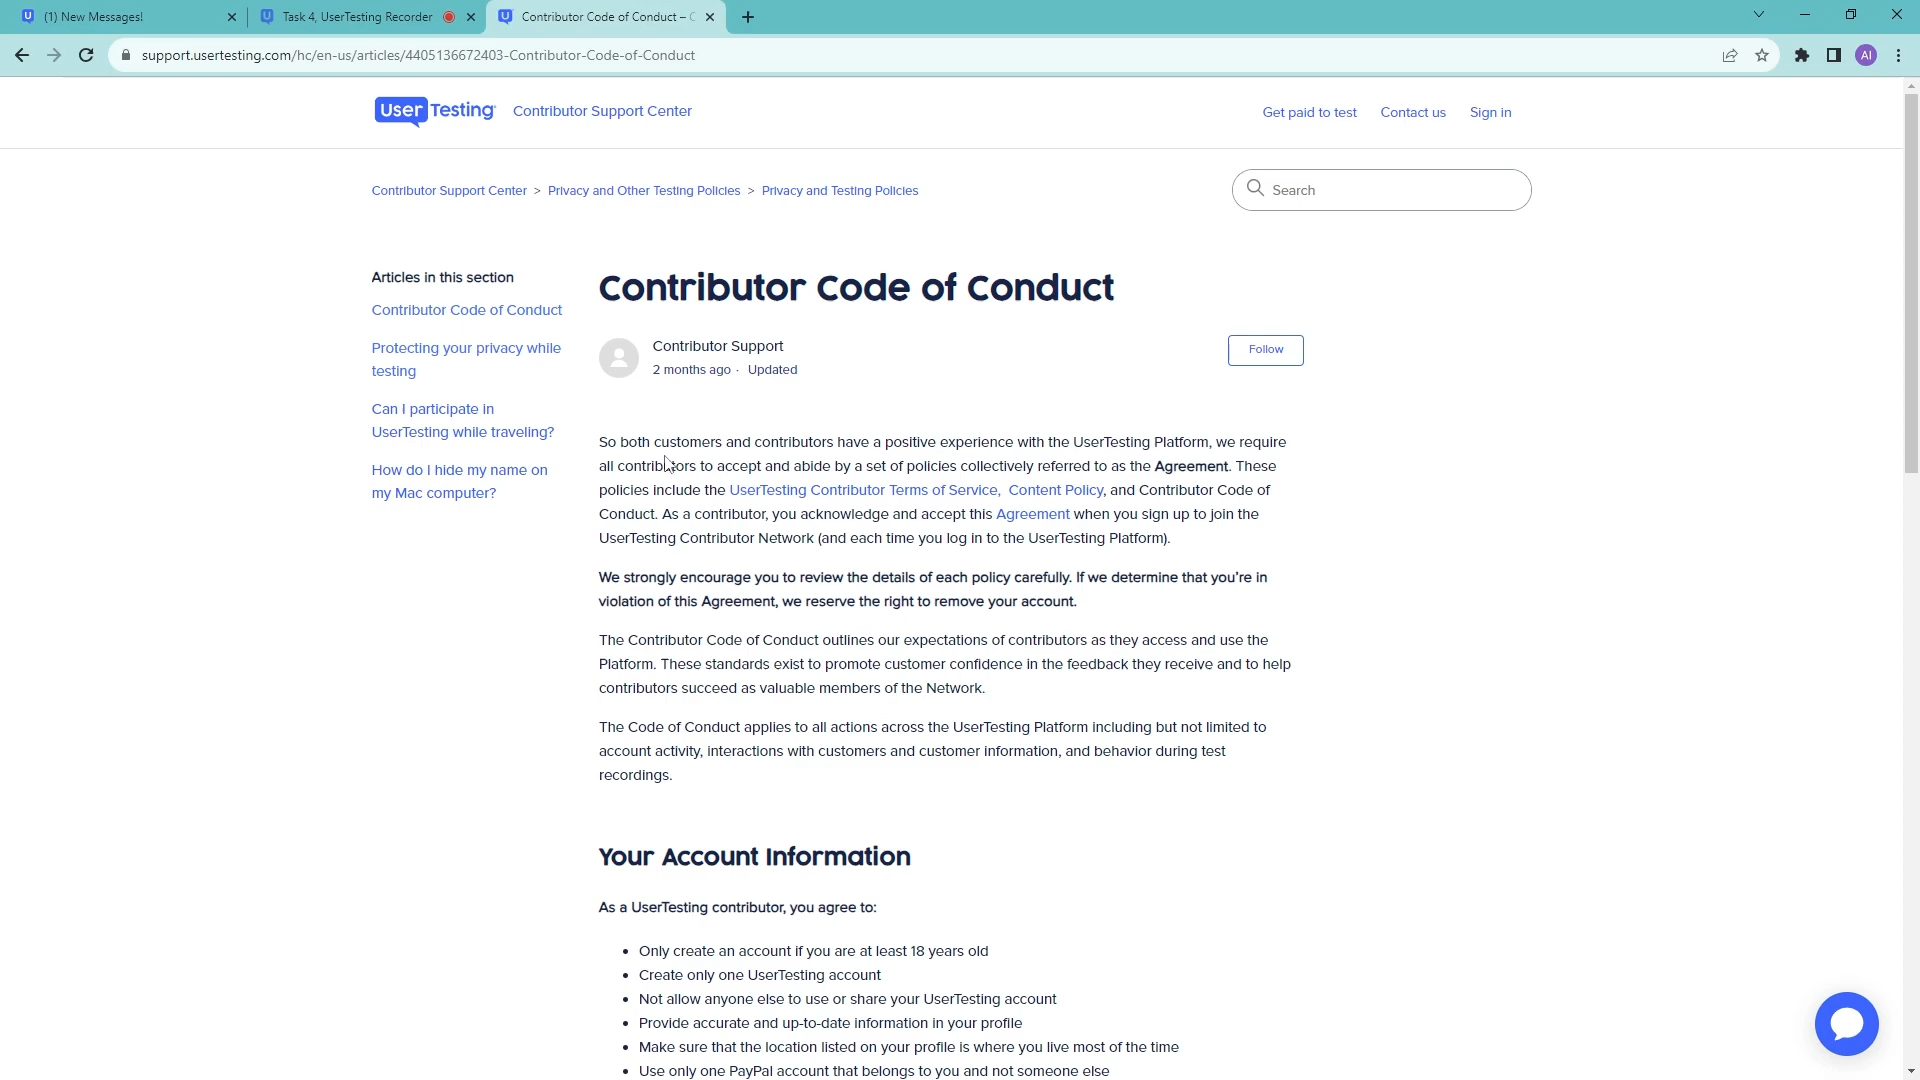 (1) New Messages!
Task 4, UserTesting Recorder
Contributor Code of Conduct – C
support.usertesting.com/hc/en-us/articles/4405136672403-Contributor-Code-of-Conduct
AI
UserTesting Contributor Support Center
Get paid to test Contact us Sign in
Contributor Support Center > Privacy and Other Testing Policies > Privacy and Testing Policies
Search
Articles in this section
Contributor Code of Conduct
Protecting your privacy while
testing
Can I participate in
UserTesting while traveling?
How do I hide my name on
my Mac computer?
Contributor Code of Conduct
Contributor Support
2 months ago · Updated
Follow
So both customers and contributors have a positive experience with the UserTesting Platform, we require
all contributors to accept and abide by a set of policies collectively referred to as the Agreement. These
policies include the UserTesting Contributor Terms of Service, Content Policy, and Contributor Code of
Conduct. As a contributor, you acknowledge and accept this Agreement when you sign up to join the
UserTesting Contributor Network (and each time you log in to the UserTesting Platform).
We strongly encourage you to review the details of each policy carefully. If we determine that you’re in
violation of this Agreement, we reserve the right to remove your account.
The Contributor Code of Conduct outlines our expectations of contributors as they access and use the
Platform. These standards exist to promote customer confidence in the feedback they receive and to help
contributors succeed as valuable members of the Network.
The Code of Conduct applies to all actions across the UserTesting Platform including but not limited to
account activity, interactions with customers and customer information, and behavior during test
recordings.
Your Account Information
As a UserTesting contributor, you agree to:
• Only create an account if you are at least 18 years old
• Create only one UserTesting account
• Not allow anyone else to use or share your UserTesting account
• Provide accurate and up-to-date information in your profile
• Make sure that the location listed on your profile is where you live most of the time
• Use only one PayPal account that belongs to you and not someone else